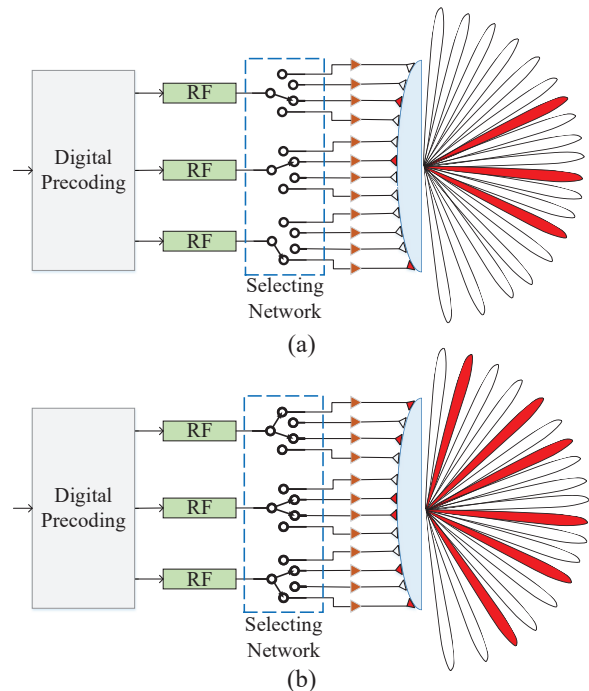 RF
Digital
Precoding
RF
RF
Selecting
Network
(a)
RF
Digital
Precoding
RF
RF
Selecting
Network
(b)